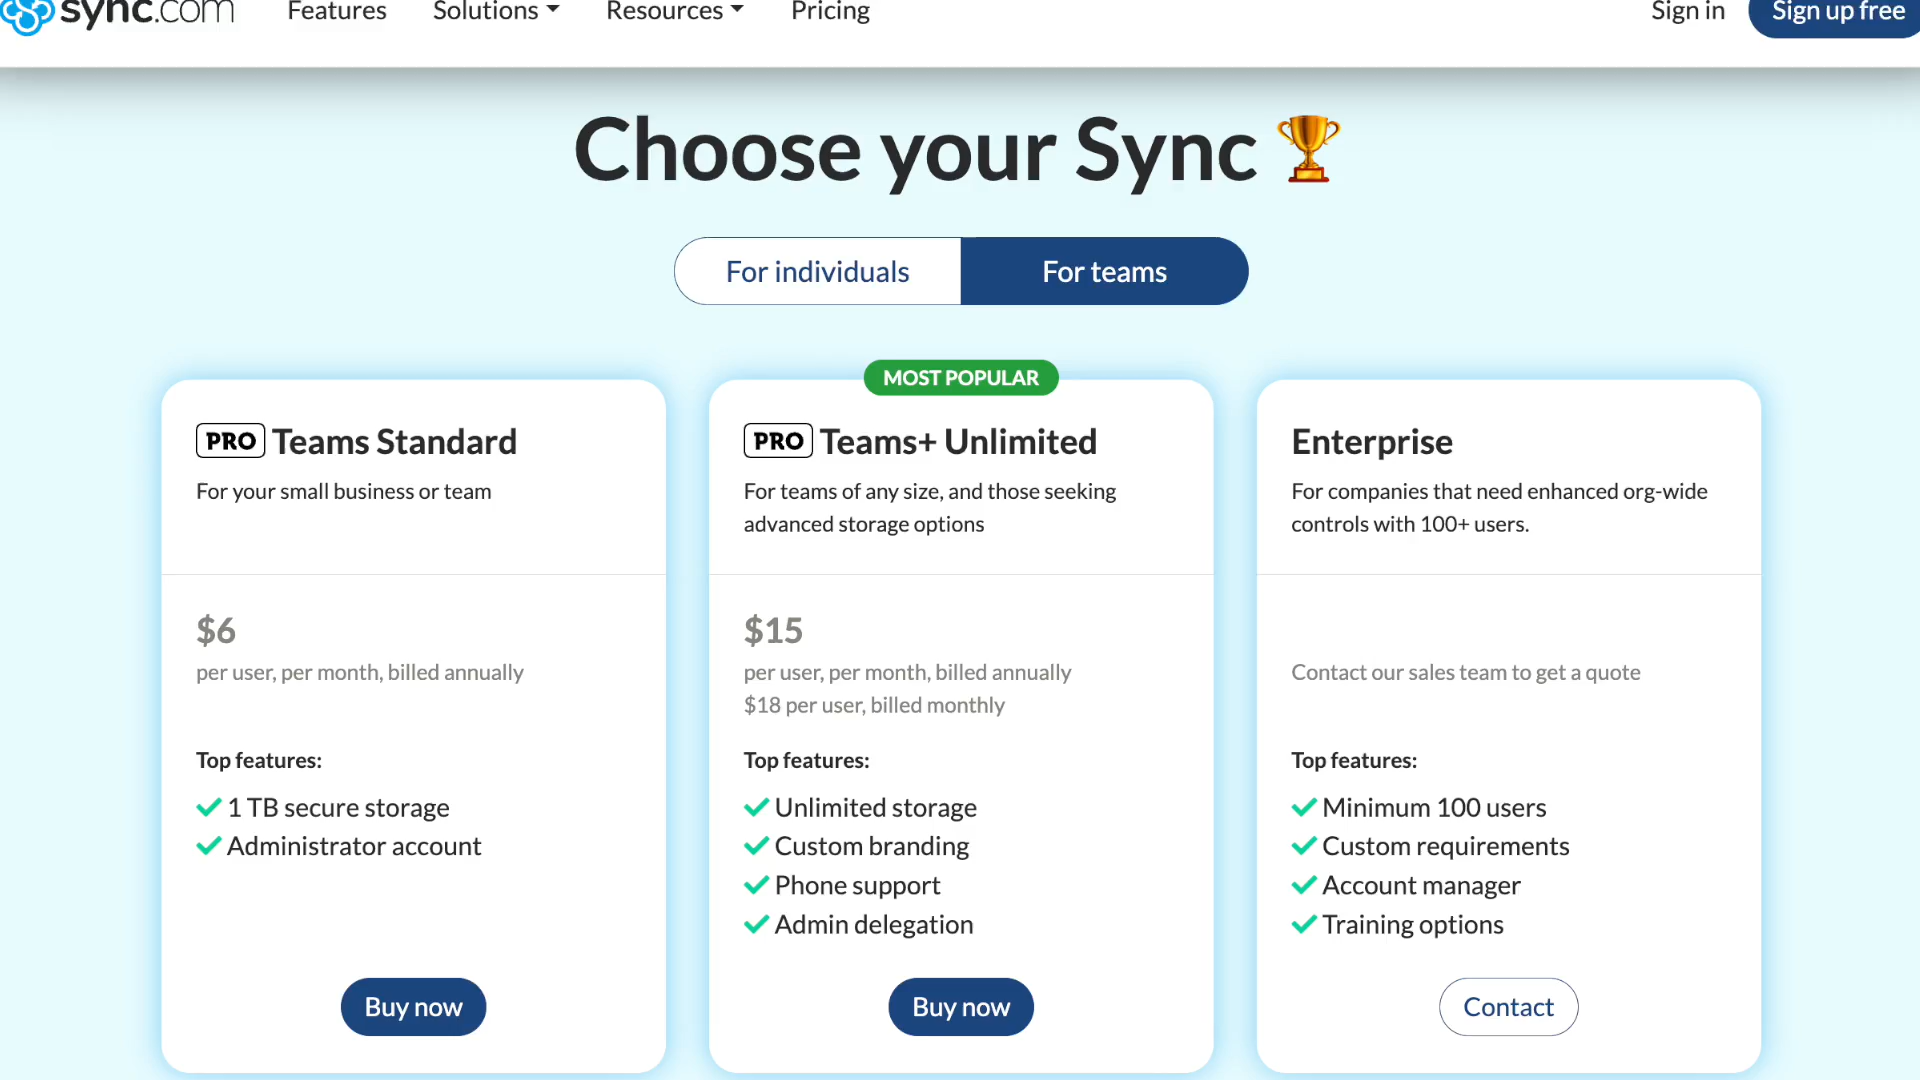 sync.com
Features
Solutions
Resources
Pricing
Sign in
Sign up free
Choose your Sync
For individuals
For teams
PRO Teams Standard
For your small business or team
$6
per user, per month, billed annually
Top features:
1 TB secure storage
Administrator account
Buy now
MOST POPULAR
PRO Teams+ Unlimited
For teams of any size, and those seeking
advanced storage options
$15
per user, per month, billed annually
$18 per user, billed monthly
Top features:
Unlimited storage
Custom branding
Phone support
Admin delegation
Buy now
Enterprise
For companies that need enhanced org-wide
controls with 100+ users.
Contact our sales team to get a quote
Top features:
Minimum 100 users
Custom requirements
Account manager
Training options
Contact